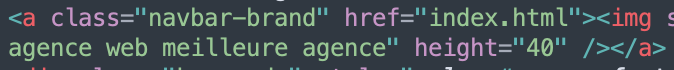 <a class="navbar-brand" href="index.html"><img s
agence web meilleure agence" height="40" /></a>